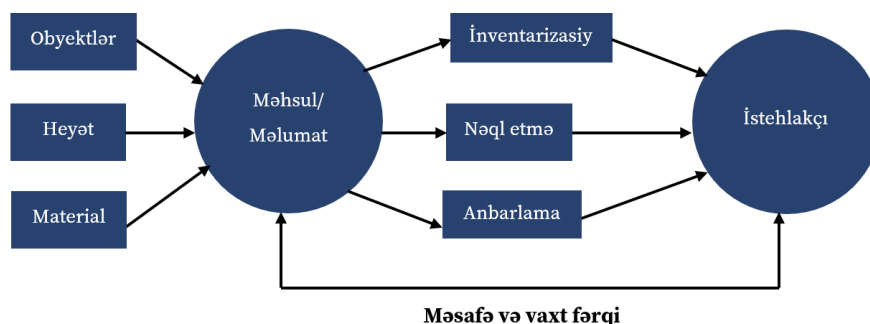 Obyektlər
Heyət
Material
Məhsul/
Məlumat
İnventarizasiy
Nəql etmə
Anbarlama
İstehlakçı
Məsafə və vaxt fərqi